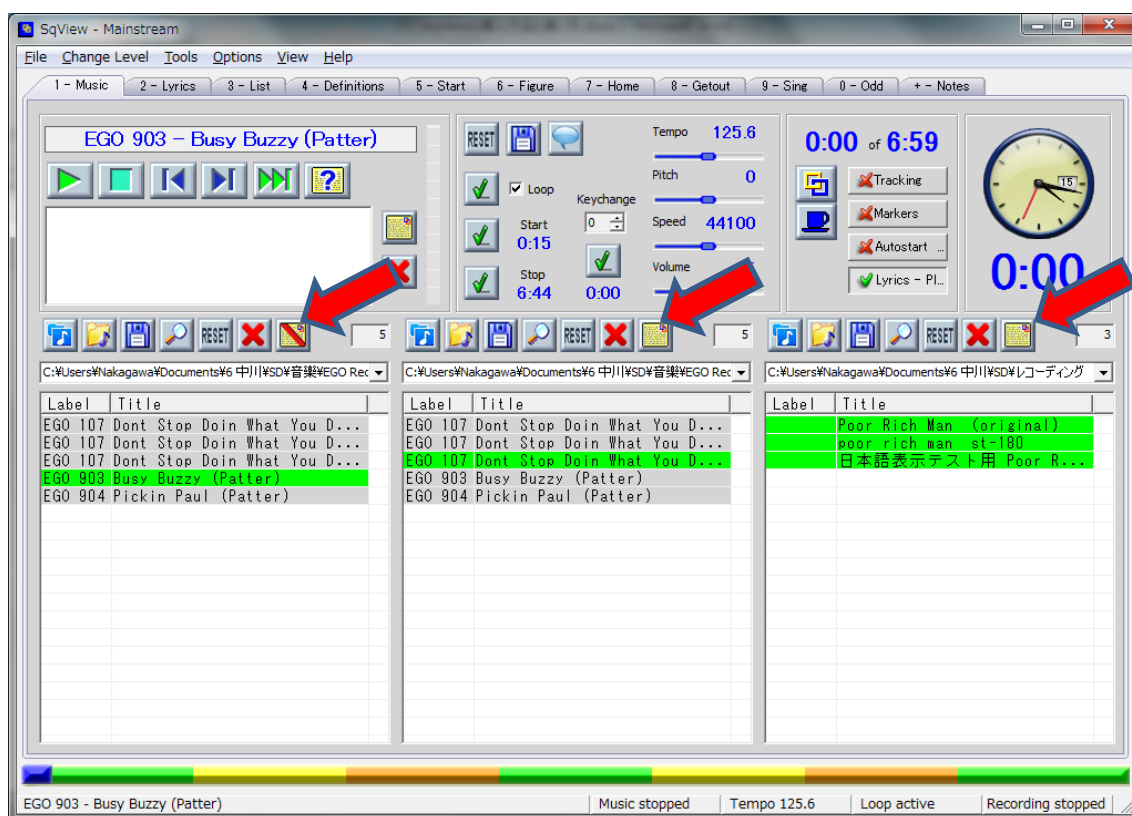 SqView - Mainstream
File Change Level Tools Options View Help
1 - Music 2 - Lyrics 3 - List 4 - Definitions 5 - Start 6 - Figure 7 - Home 8 - Getout 9 - Sing 0 - Odd + - Notes
EGO 903 - Busy Buzzy (Patter)
RESET
Tempo 125.6
Pitch 0
Speed 44100
Volume
Loop
Keychange
0
Start
0:15
Stop
6:44
0:00
0:00 of 6:59
Tracking
Markers
Autostart ...
Lyrics - Pl...
15
0:00
RESET 5
RESET 5
RESET 3
C:¥Users¥Nakagawa¥Documents¥6 中川¥SD¥音樂¥EGO Rec
C:¥Users¥Nakagawa¥Documents¥6 中川¥SD¥音樂¥EGO Rec
C:¥Users¥Nakagawa¥Documents¥6 中川¥SD¥レコーディング
Label Title
EGO 107 Dont Stop Doin What You D...
EGO 107 Dont Stop Doin What You D...
EGO 107 Dont Stop Doin What You D...
EGO 903 Busy Buzzy (Patter)
EGO 904 Pickin Paul (Patter)
Label Title
EGO 107 Dont Stop Doin What You D...
EGO 107 Dont Stop Doin What You D...
EGO 107 Dont Stop Doin What You D...
EGO 903 Busy Buzzy (Patter)
EGO 904 Pickin Paul (Patter)
Label Title
Poor Rich Man (original)
poor rich man st-180
日本語表示テスト用 Poor R...
EGO 903 - Busy Buzzy (Patter) Music stopped Tempo 125.6 Loop active Recording stopped